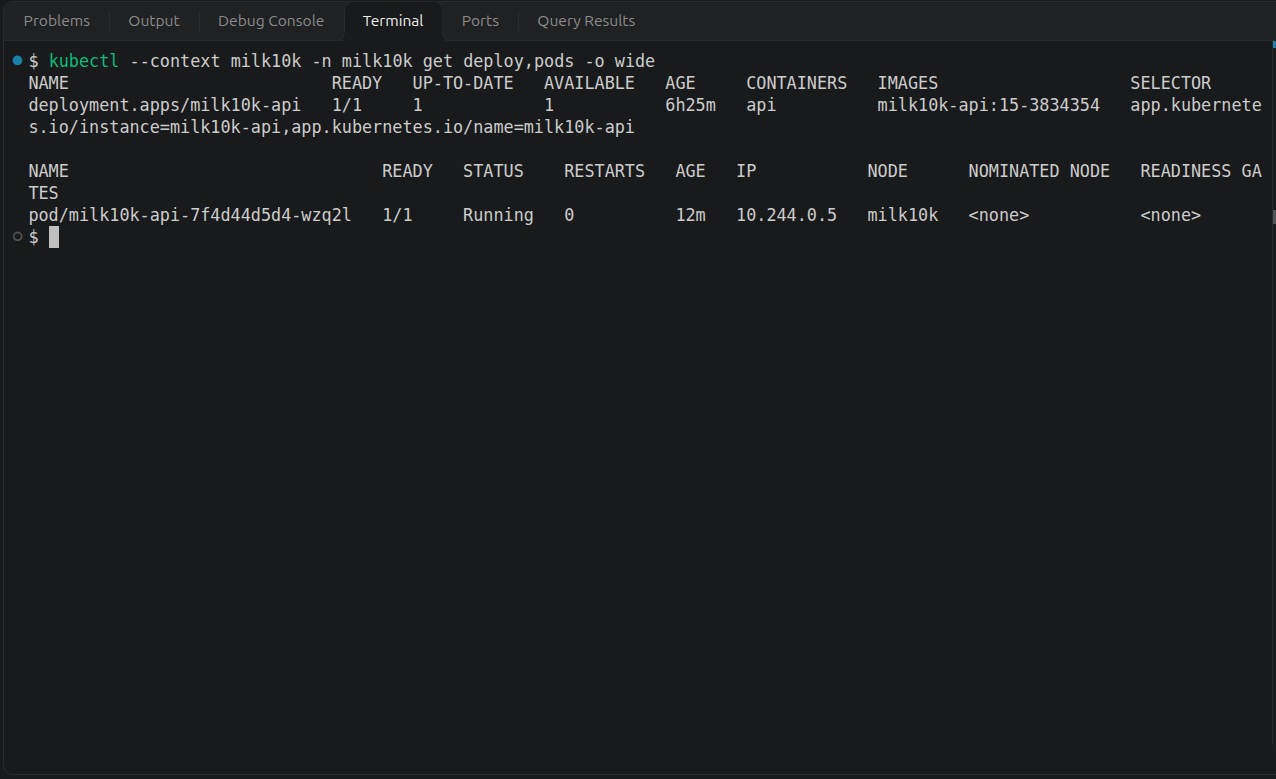 Problems Output Debug Console Terminal Ports Query Results
$ kubectl --context milk10k -n milk10k get deploy,pods -o wide
NAME READY UP-TO-DATE AVAILABLE AGE CONTAINERS IMAGES SELECTOR
deployment.apps/milk10k-api 1/1 1 1 6h25m api milk10k-api:15-3834354 app.kubernete
s.io/instance=milk10k-api,app.kubernetes.io/name=milk10k-api
NAME READY STATUS RESTARTS AGE IP NODE NOMINATED NODE READINESS GA
TES
pod/milk10k-api-7f4d44d5d4-wzq2l 1/1 Running 0 12m 10.244.0.5 milk10k <none> <none>
$